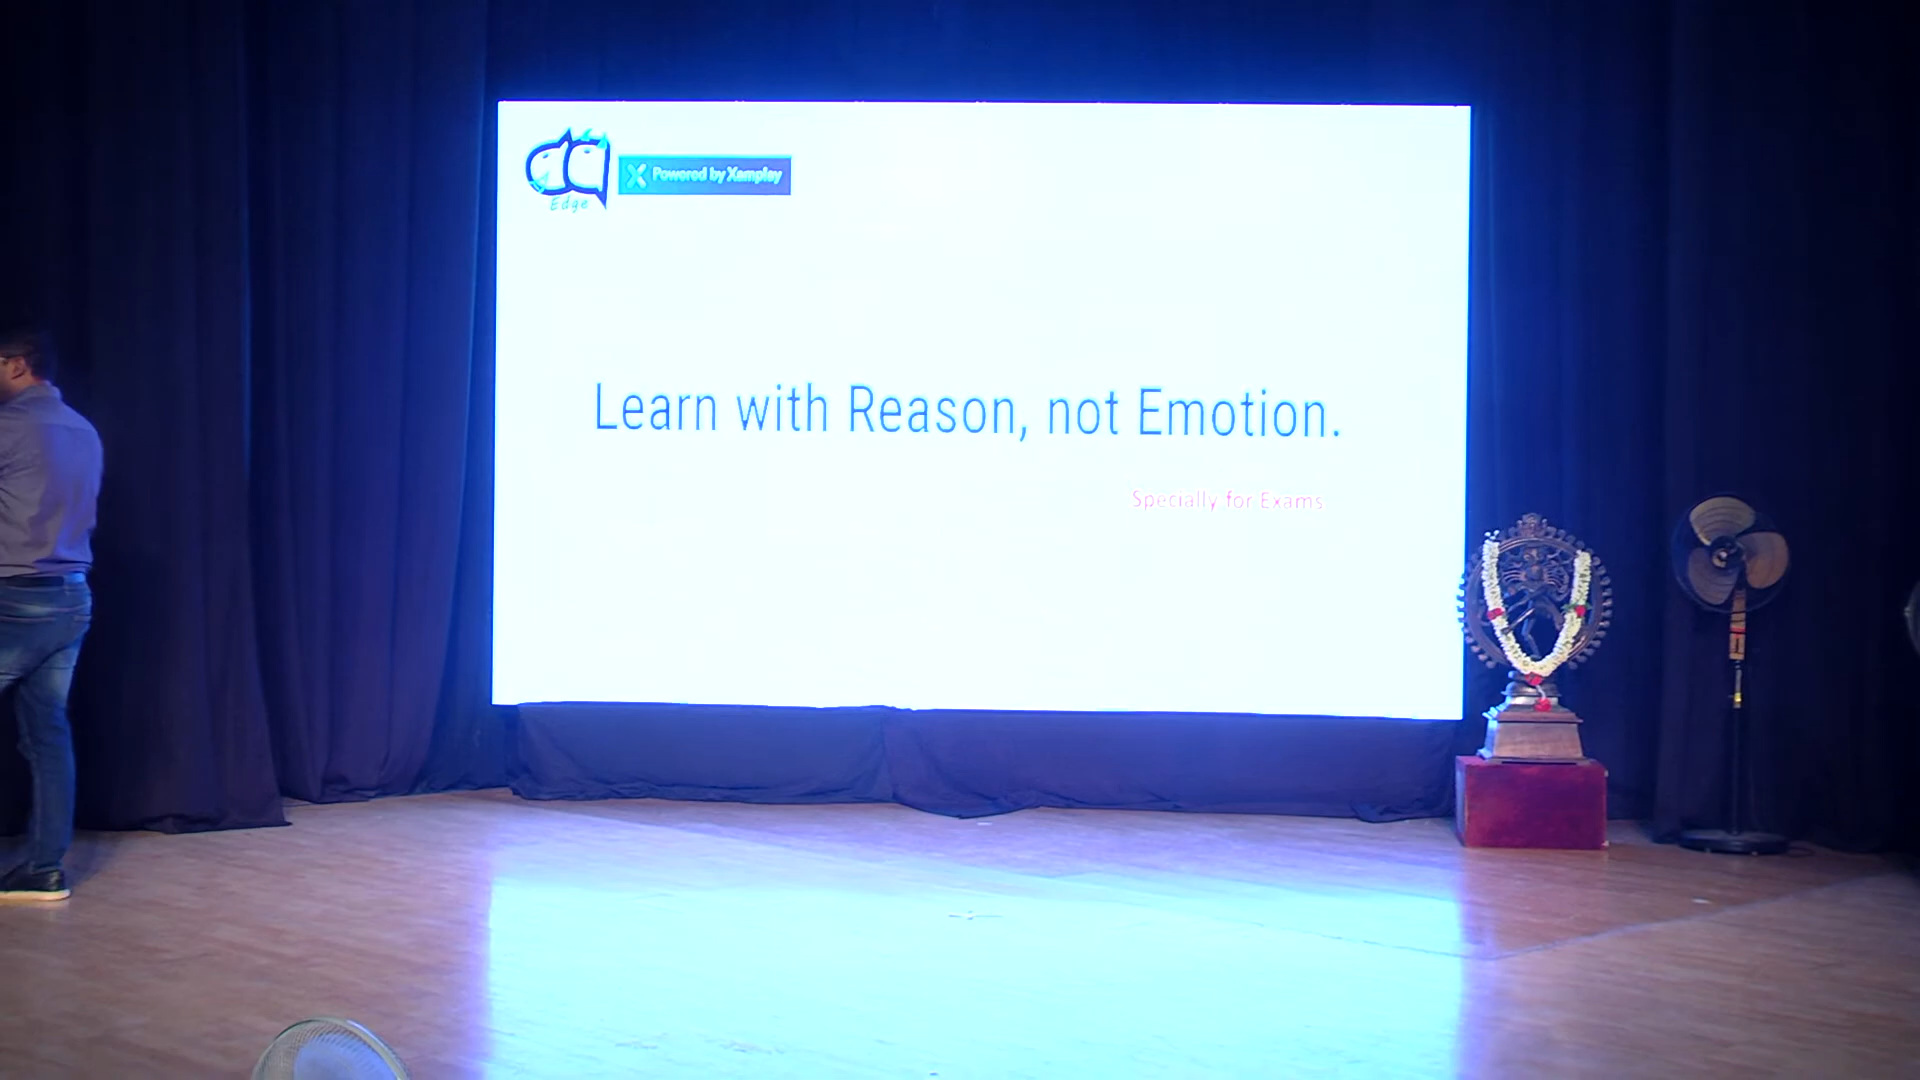 Edge
Powered by Xamplay
Learn with Reason, not Emotion.
Specially for Exams